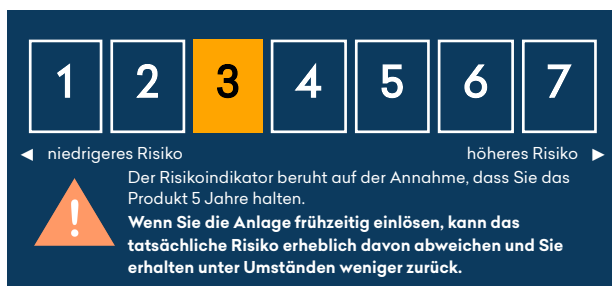 1 2 3 4 5 6 7
◄ niedrigeres Risiko höheres Risiko ►
Der Risikoindikator beruht auf der Annahme, dass Sie das
Produkt 5 Jahre halten.
Wenn Sie die Anlage frühzeitig einlösen, kann das
tatsächliche Risiko erheblich davon abweichen und Sie
erhalten unter Umständen weniger zurück.